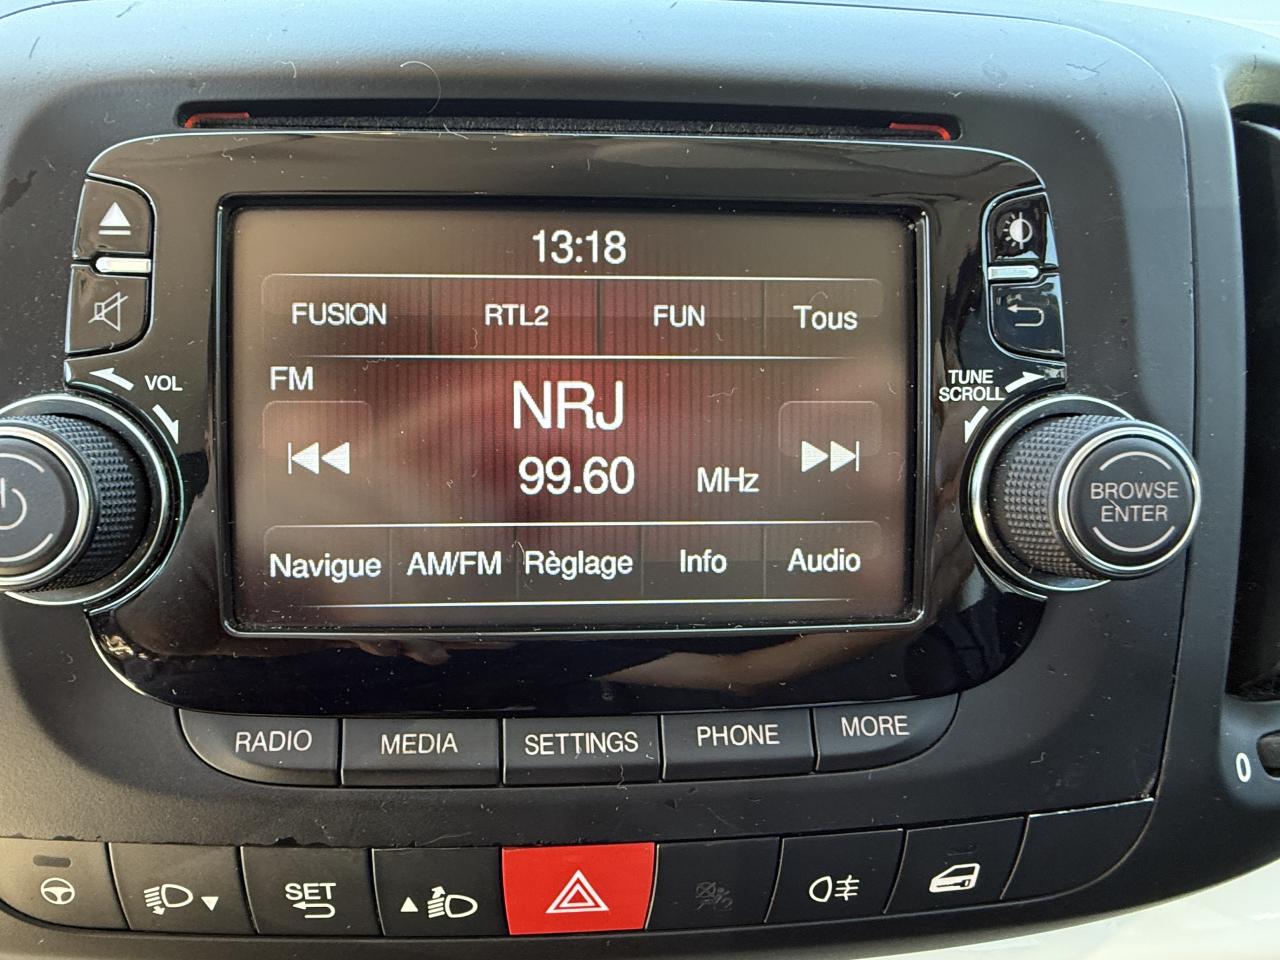 13:18
FUSION RTL2 FUN Tous
FM
NRJ
99.60 MHz
Navigue AM/FM Règlage Info Audio
VOL
TUNE
SCROLL
BROWSE
ENTER
RADIO MEDIA SETTINGS PHONE MORE
0
SET